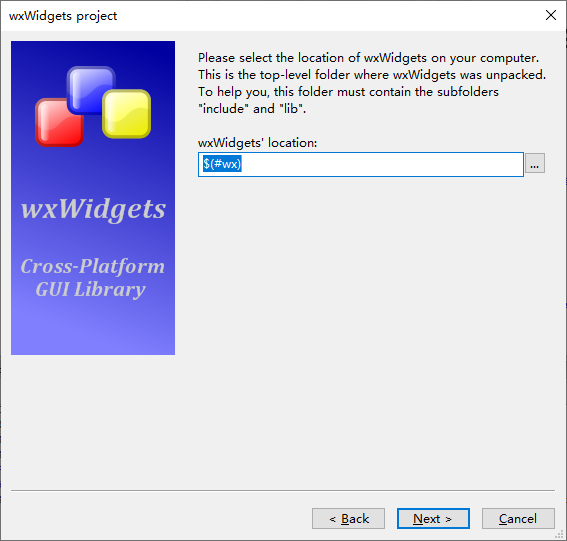 wxWidgets project
Please select the location of wxWidgets on your computer.
This is the top-level folder where wxWidgets was unpacked.
To help you, this folder must contain the subfolders
"include" and "lib".
wxWidgets' location:
$(#wx)
...
wxWidgets
Cross-Platform
GUI Library
< Back
Next >
Cancel